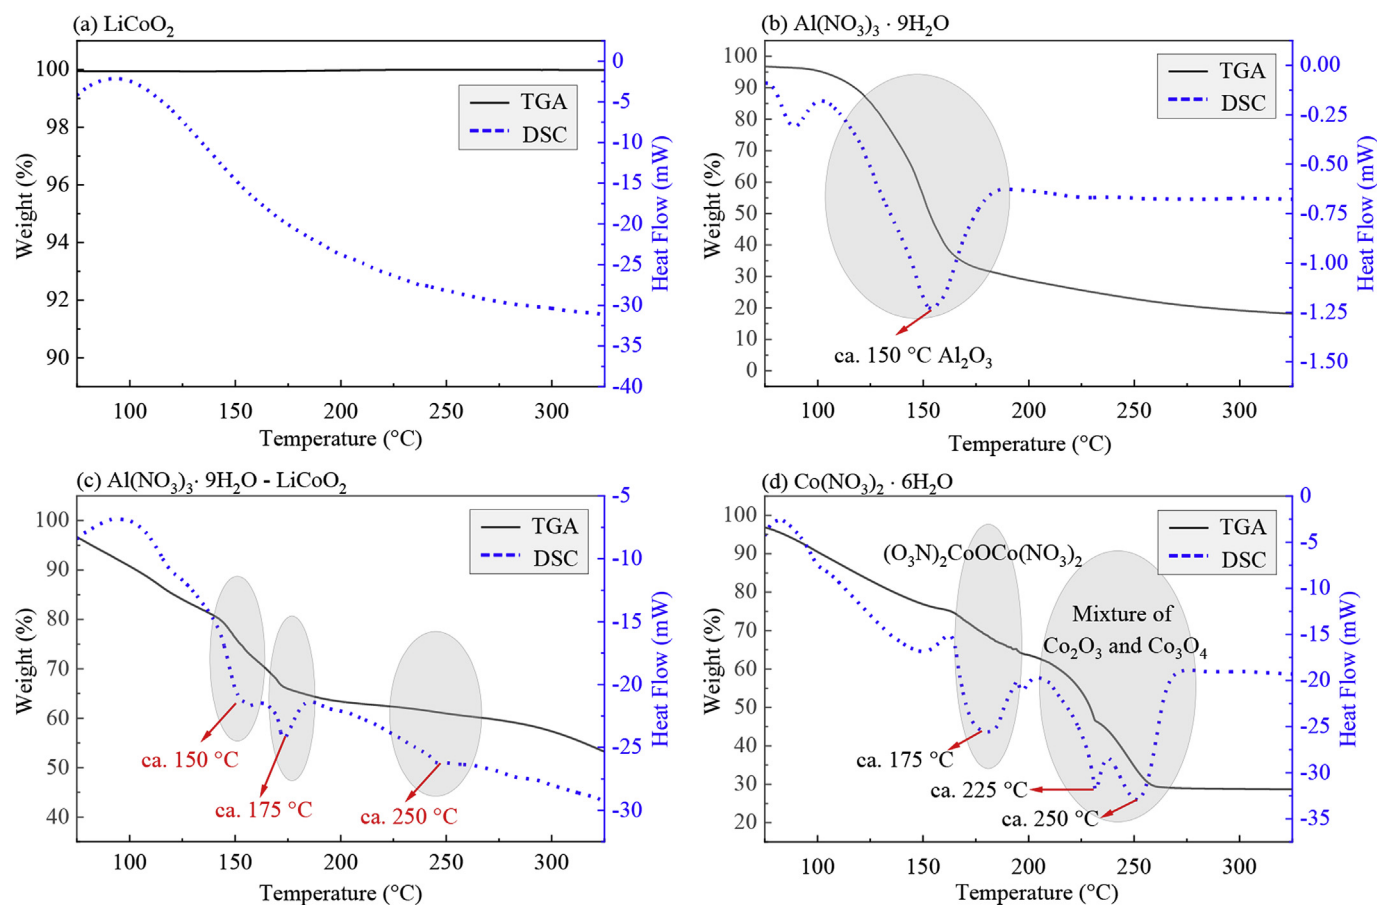 (a) LiCoO₂
100
98
96
94
92
90
Weight (%)
TGA
DSC
0
-5
-10
-15
-20
-25
-30
-35
-40
Heat Flow (mW)
100 150 200 250 300
Temperature (°C)
(b) Al(NO₃)₃ · 9H₂O
100
90
80
70
60
50
40
30
20
10
0
Weight (%)
TGA
DSC
ca. 150 °C Al₂O₃
0.00
-0.25
-0.50
-0.75
-1.00
-1.25
-1.50
Heat Flow (mW)
100 150 200 250 300
Temperature (°C)
(c) Al(NO₃)₃· 9H₂O - LiCoO₂
100
90
80
70
60
50
40
Weight (%)
TGA
DSC
ca. 150 °C
ca. 175 °C
ca. 250 °C
-5
-10
-15
-20
-25
-30
Heat Flow (mW)
100 150 200 250 300
Temperature (°C)
(d) Co(NO₃)₂ · 6H₂O
100
90
80
70
60
50
40
30
20
Weight (%)
TGA
DSC
(O₃N)₂CoOCo(NO₃)₂
Mixture of
Co₂O₃ and Co₃O₄
ca. 175 °C
ca. 225 °C
ca. 250 °C
0
-5
-10
-15
-20
-25
-30
-35
Heat Flow (mW)
100 150 200 250 300
Temperature (°C)